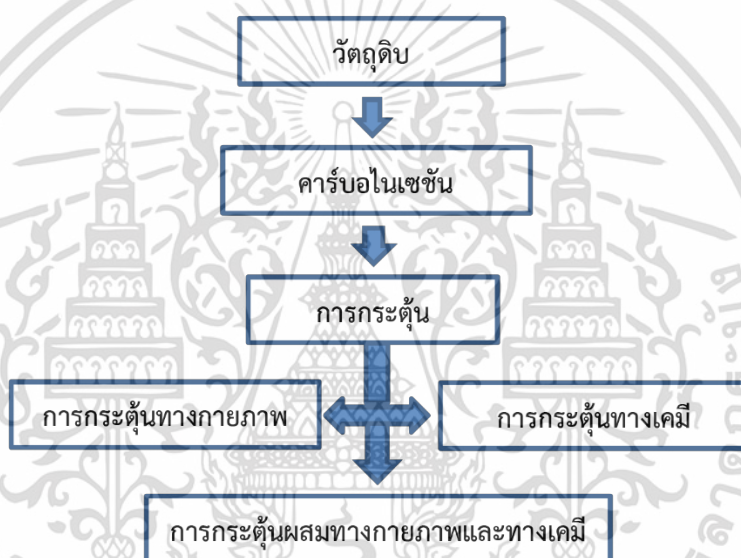 วัตถุดิบ
คาร์บอไนเซชัน
การกระตุ้น
การกระตุ้นทางกายภาพ
การกระตุ้นทางเคมี
การกระตุ้นผสมทางกายภาพและทางเคมี